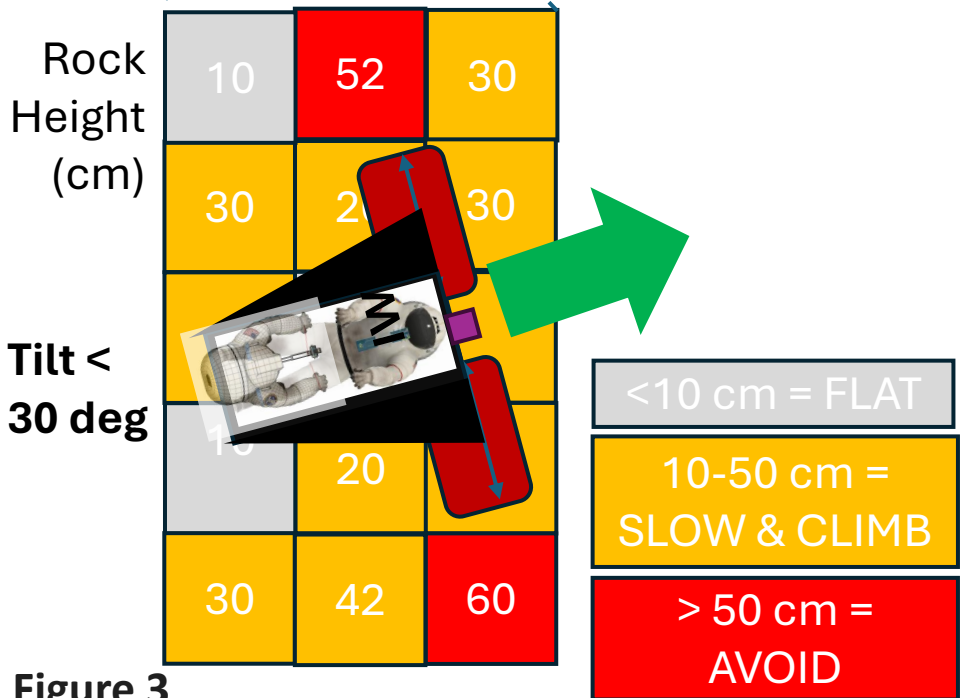 Rock
Height
(cm)
10 52 30
30 30
Tilt <
30 deg
20
30 42 60
<10 cm = FLAT
10-50 cm =
SLOW & CLIMB
> 50 cm =
AVOID
Figure 3